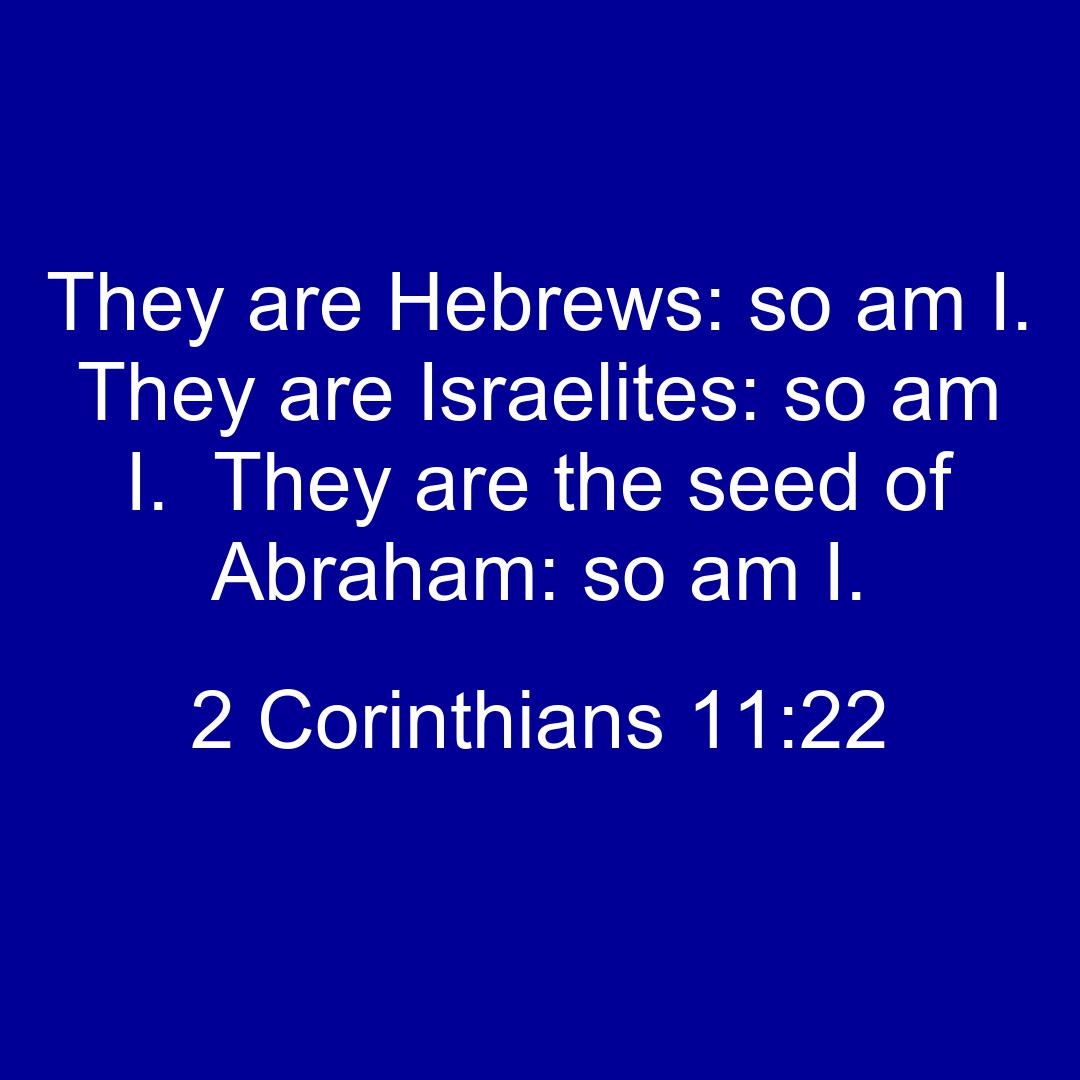 They are Hebrews: so am I.
They are Israelites: so am
I.  They are the seed of
Abraham: so am I.
2 Corinthians 11:22